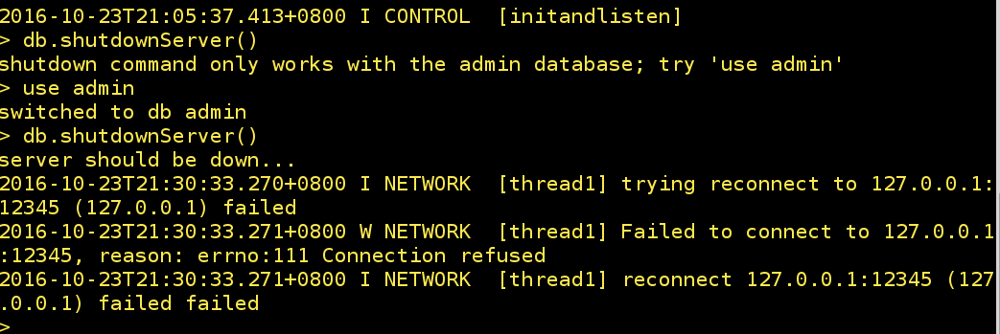 2016-10-23T21:05:37.413+0800 I CONTROL  [initandlisten]
> db.shutdownServer()
shutdown command only works with the admin database; try 'use admin'
> use admin
switched to db admin
> db.shutdownServer()
server should be down...
2016-10-23T21:30:33.270+0800 I NETWORK  [thread1] trying reconnect to 127.0.0.1:
12345 (127.0.0.1) failed
2016-10-23T21:30:33.271+0800 W NETWORK  [thread1] Failed to connect to 127.0.0.1
:12345, reason: errno:111 Connection refused
2016-10-23T21:30:33.271+0800 I NETWORK  [thread1] reconnect 127.0.0.1:12345 (127
.0.0.1) failed failed
>